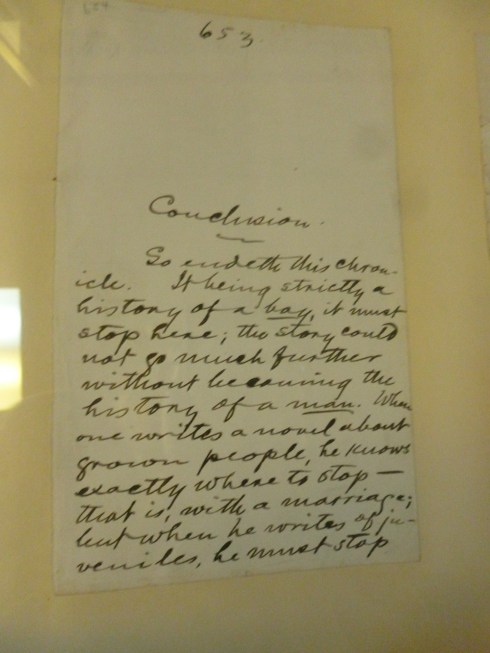 653.
Conclusion.
So endeth this chron-
icle. It being strictly a
history of a boy, it must
stop here; the story could
not go much further
without becoming the
history of a man. When
one writes a novel about
grown people, he knows
exactly where to stop —
that is, with a marriage;
but when he writes of ju-
veniles, he must stop